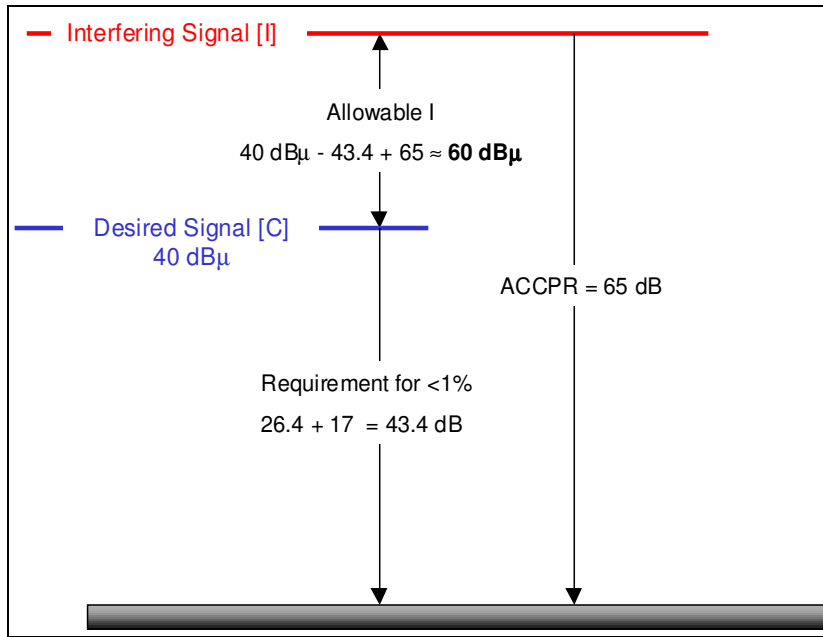 Interfering Signal [I]
Allowable I
40 dBμ - 43.4 + 65 ≈ 60 dBμ
Desired Signal [C]
40 dBμ
ACCPR = 65 dB
Requirement for <1%
26.4 + 17 = 43.4 dB